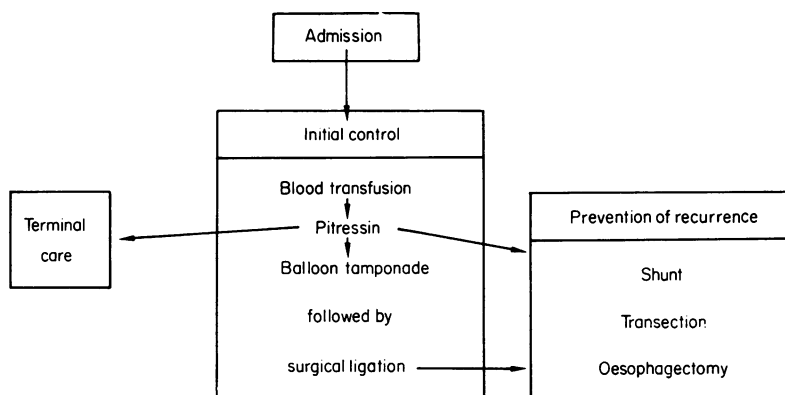 Admission
Initial control
Blood transfusion
Pitressin
Balloon tamponade
followed by
surgical ligation
Terminal
care
Prevention of recurrence
Shunt
Transection
Oesophagectomy